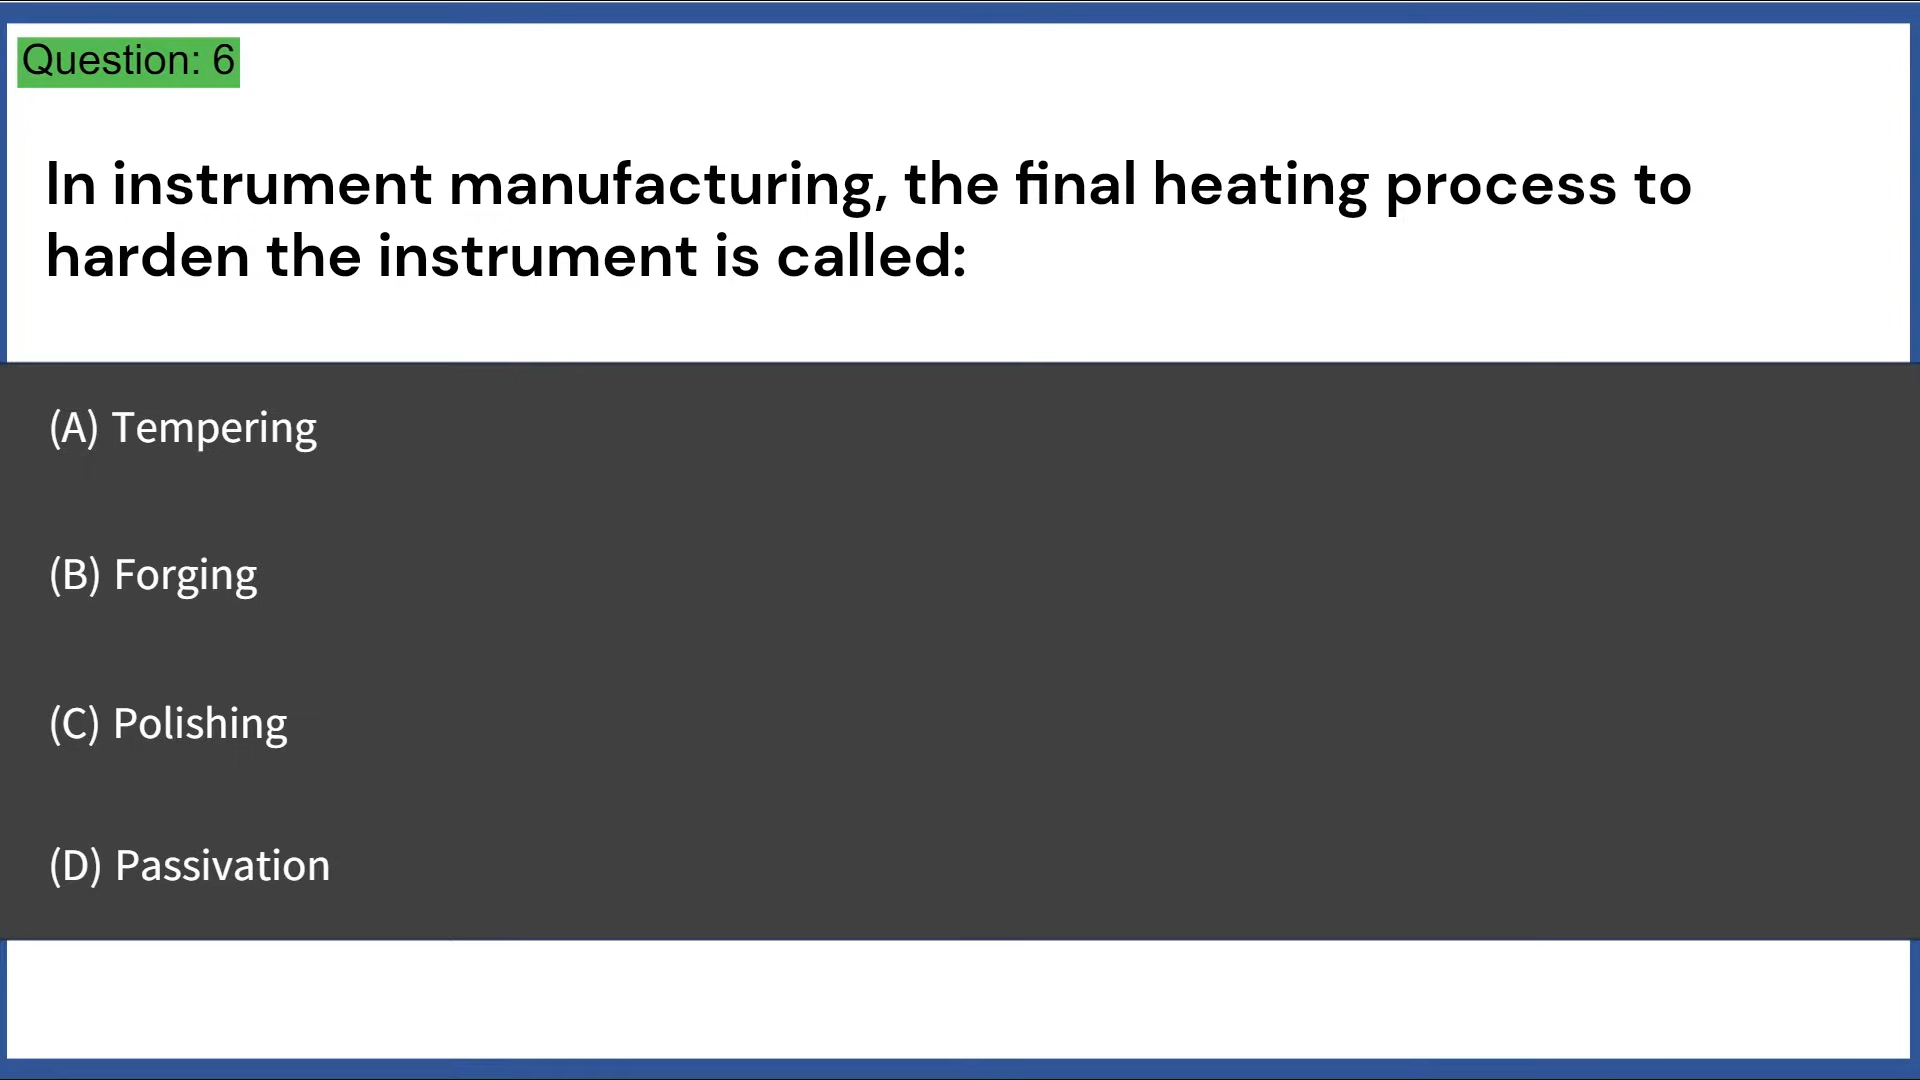 Question: 6
In instrument manufacturing, the final heating process to
harden the instrument is called:
(A) Tempering
(B) Forging
(C) Polishing
(D) Passivation